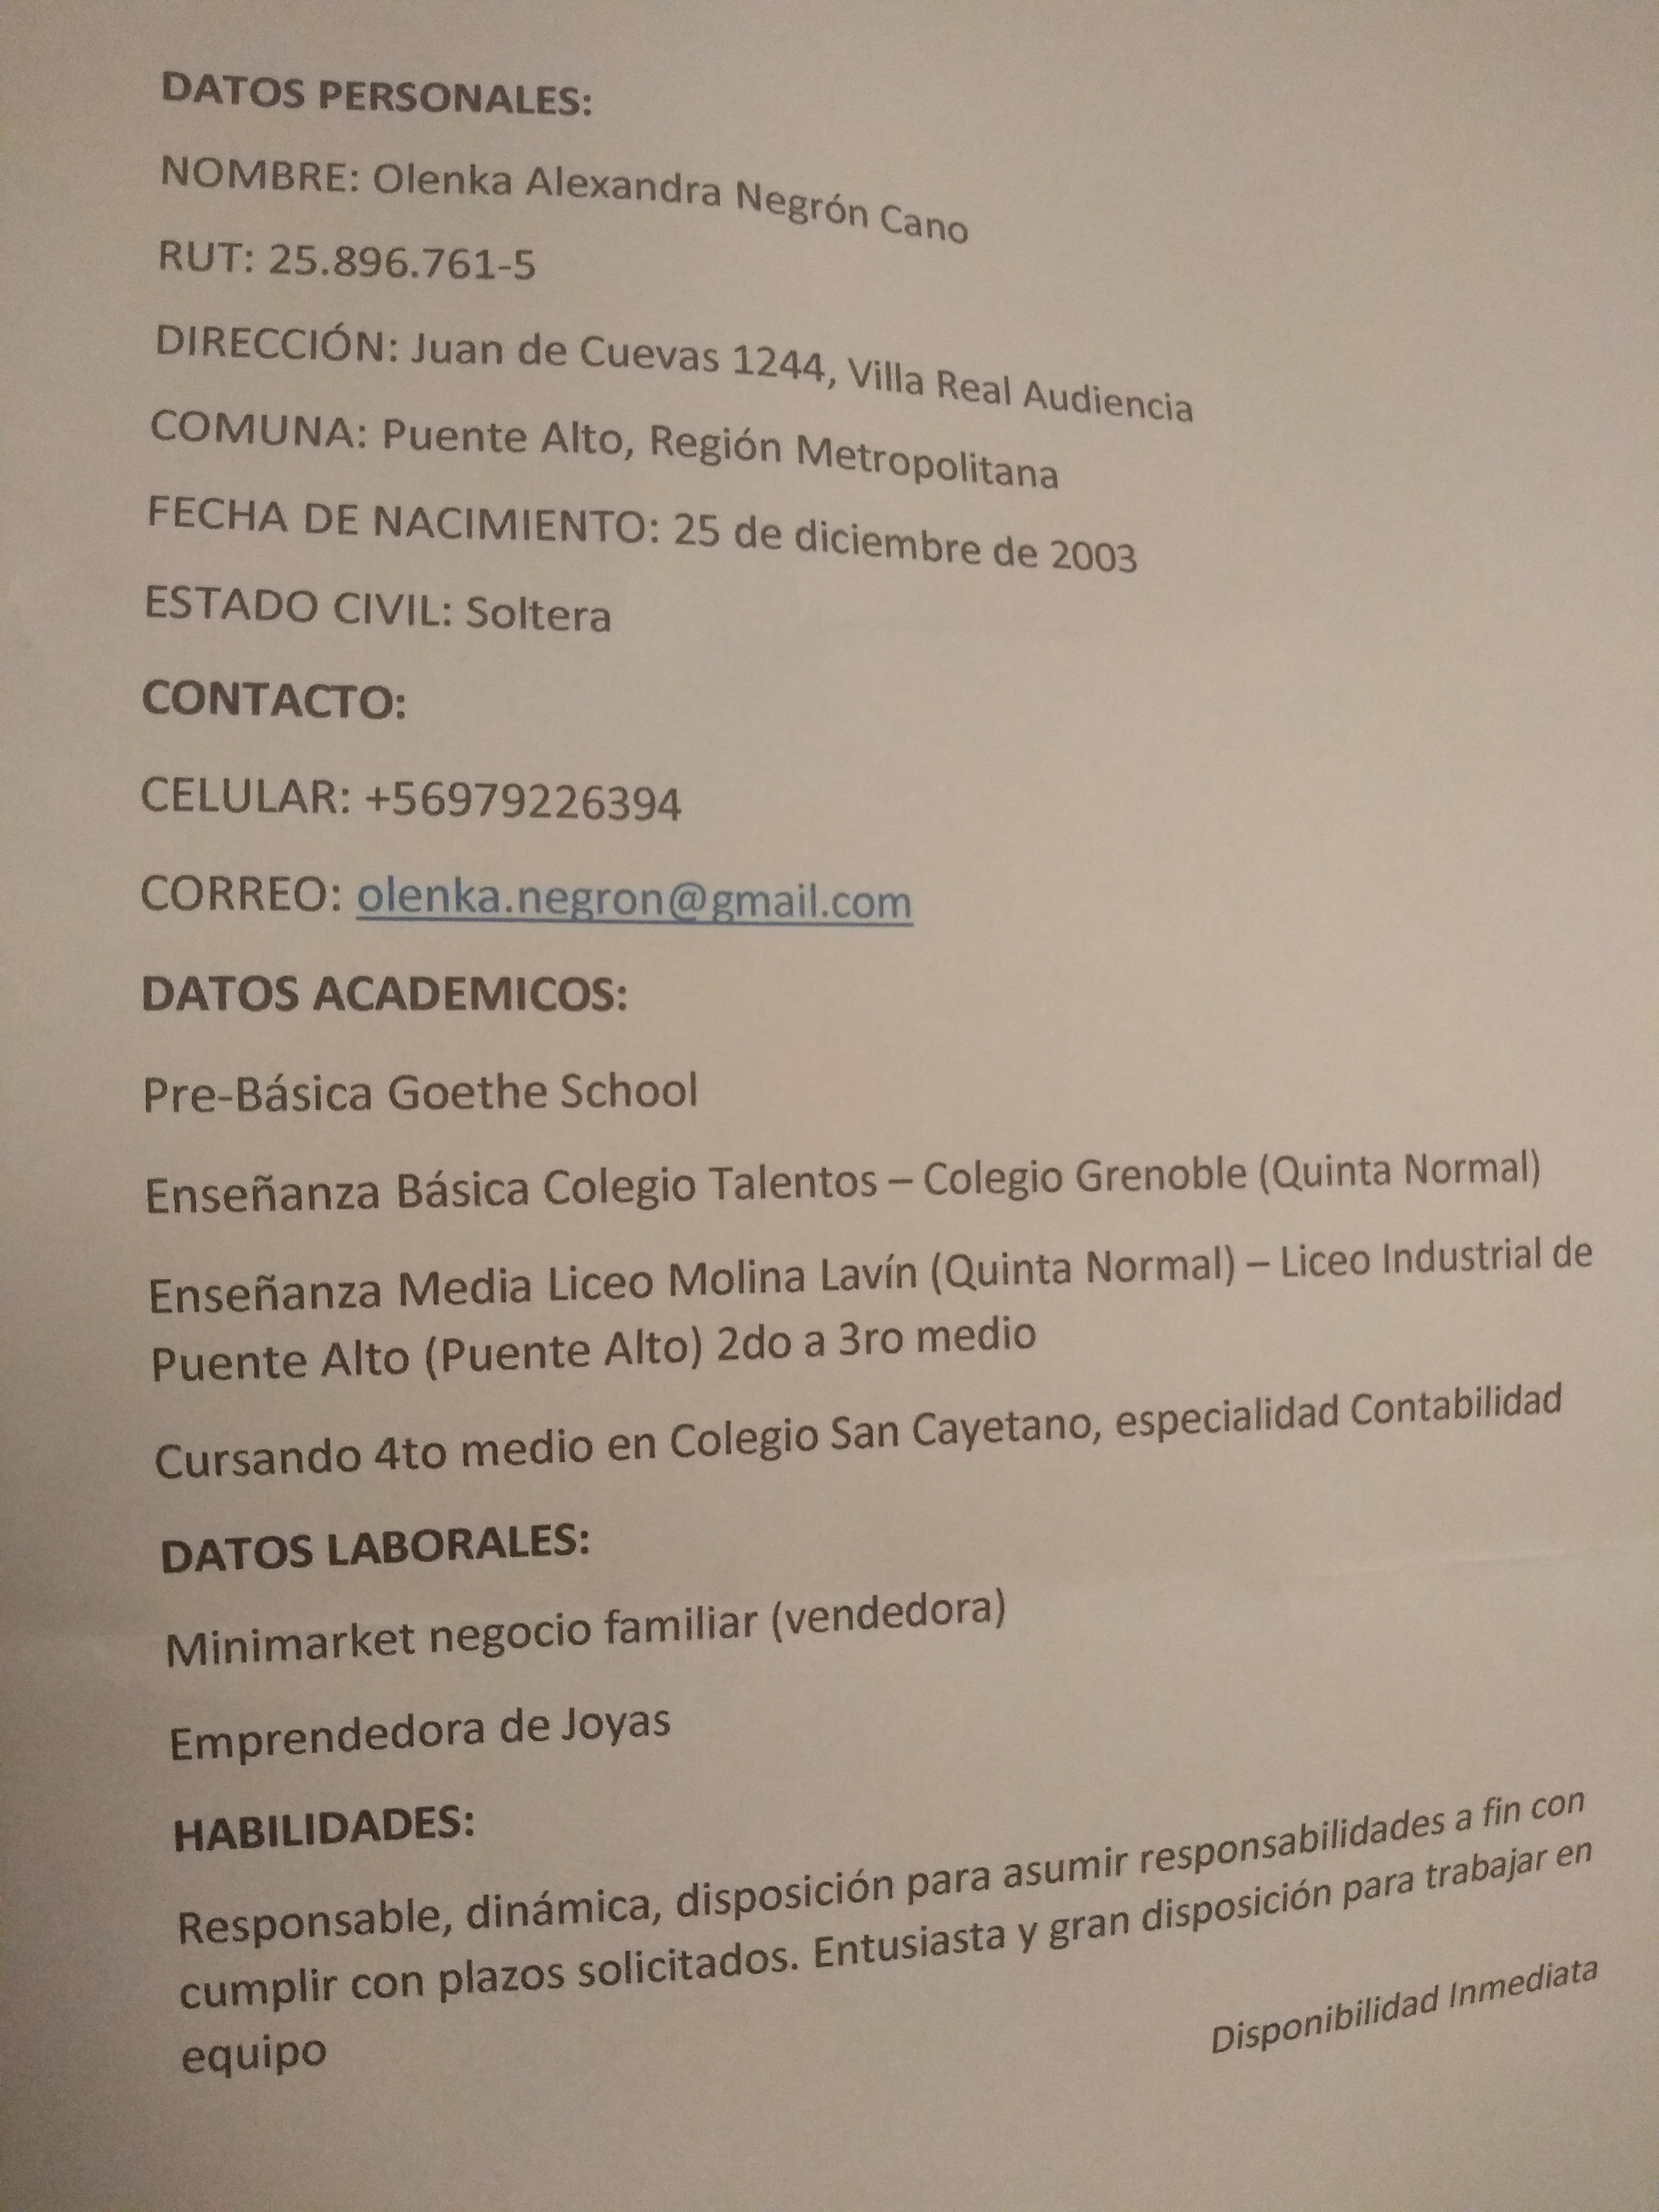 DATOS PERSONALES:
NOMBRE: Olenka Alexandra Negrón Cano
RUT: 25.896.761-5
DIRECCIÓN: Juan de Cuevas 1244, Villa Real Audiencia
COMUNA: Puente Alto, Región Metropolitana
FECHA DE NACIMIENTO: 25 de diciembre de 2003
ESTADO CIVIL: Soltera
CONTACTO:
CELULAR: +56979226394
CORREO: olenka.negron@gmail.com
DATOS ACADEMICOS:
Pre-Básica Goethe School
Enseñanza Básica Colegio Talentos – Colegio Grenoble (Quinta Normal)
Enseñanza Media Liceo Molina Lavín (Quinta Normal) – Liceo Industrial de
Puente Alto (Puente Alto) 2do a 3ro medio
Cursando 4to medio en Colegio San Cayetano, especialidad Contabilidad
DATOS LABORALES:
Minimarket negocio familiar (vendedora)
Emprendedora de Joyas
HABILIDADES:
Responsable, dinámica, disposición para asumir responsabilidades a fin con
cumplir con plazos solicitados. Entusiasta y gran disposición para trabajar en
equipo
Disponibilidad Inmediata